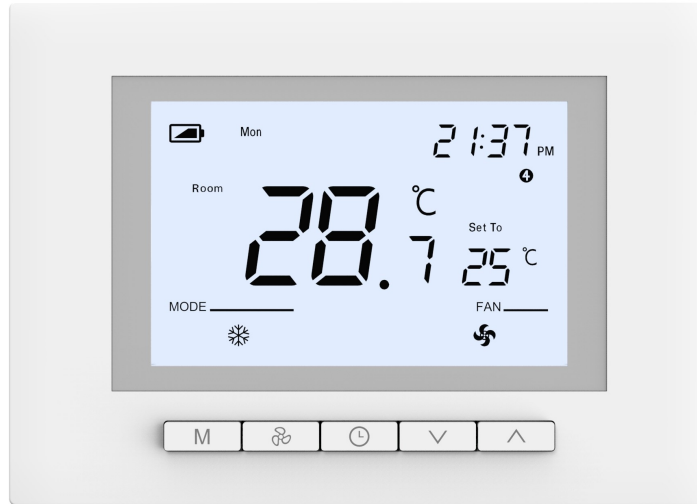 Mon
21:37 PM
4
Room
28.7 ℃
Set To
25 ℃
MODE
FAN
M